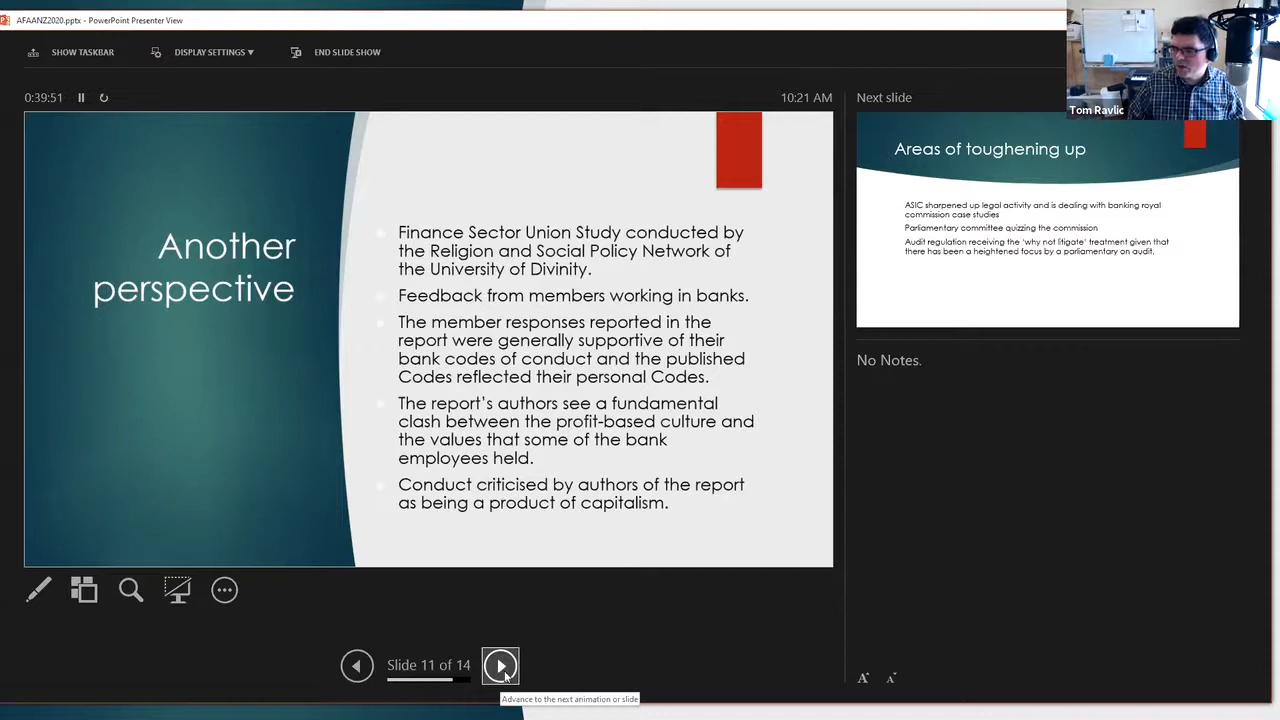 AFAANZ2020.pptx - PowerPoint Presenter View
SHOW TASKBAR
DISPLAY SETTINGS
END SLIDE SHOW
Tom Ravlic
0:39:51
10:21 AM
Another
perspective
Finance Sector Union Study conducted by
the Religion and Social Policy Network of
the University of Divinity.
Feedback from members working in banks.
The member responses reported in the
report were generally supportive of their
bank codes of conduct and the published
Codes reflected their personal Codes.
The report's authors see a fundamental
clash between the profit-based culture and
the values that some of the bank
employees held.
Conduct criticised by authors of the report
as being a product of capitalism.
Next slide
Areas of toughening up
ASIC sharpened up legal activity and is dealing with banking royal
commission case studies
Parliamentary committee quizzing the commission
Audit regulation receiving the 'why not litigate' treatment given that
there has been a heightened focus by a parliamentary on audit.
No Notes.
Slide 11 of 14
Advance to the next animation or slide
A A